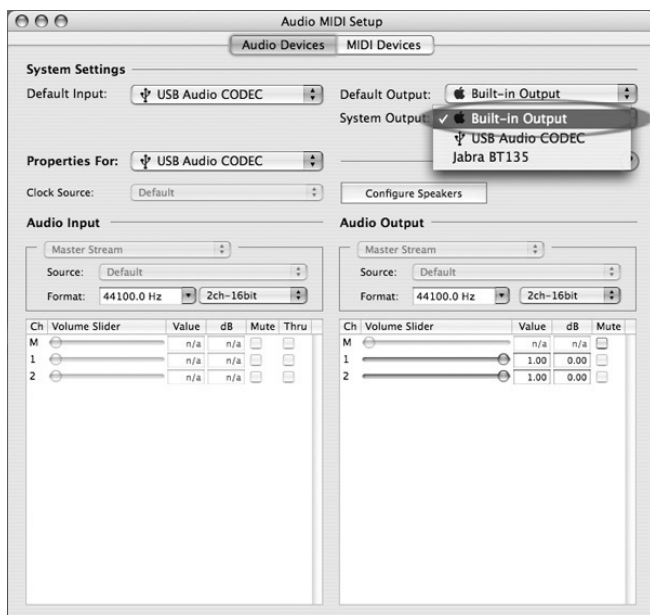 Audio MIDI Setup
Audio Devices MIDI Devices
System Settings
Default Input: USB Audio CODEC
Default Output: Built-in Output
System Output: ✓ Built-in Output
USB Audio CODEC
Jabra BT135
Properties For: USB Audio CODEC
Clock Source: Default
Configure Speakers
Audio Input
Master Stream
Source: Default
Format: 44100.0 Hz 2ch-16bit
Ch Volume Slider Value dB Mute Thru
M n/a n/a
1 n/a n/a
2 n/a n/a
Audio Output
Master Stream
Source: Default
Format: 44100.0 Hz 2ch-16bit
Ch Volume Slider Value dB Mute
M n/a n/a
1 1.00 0.00
2 1.00 0.00